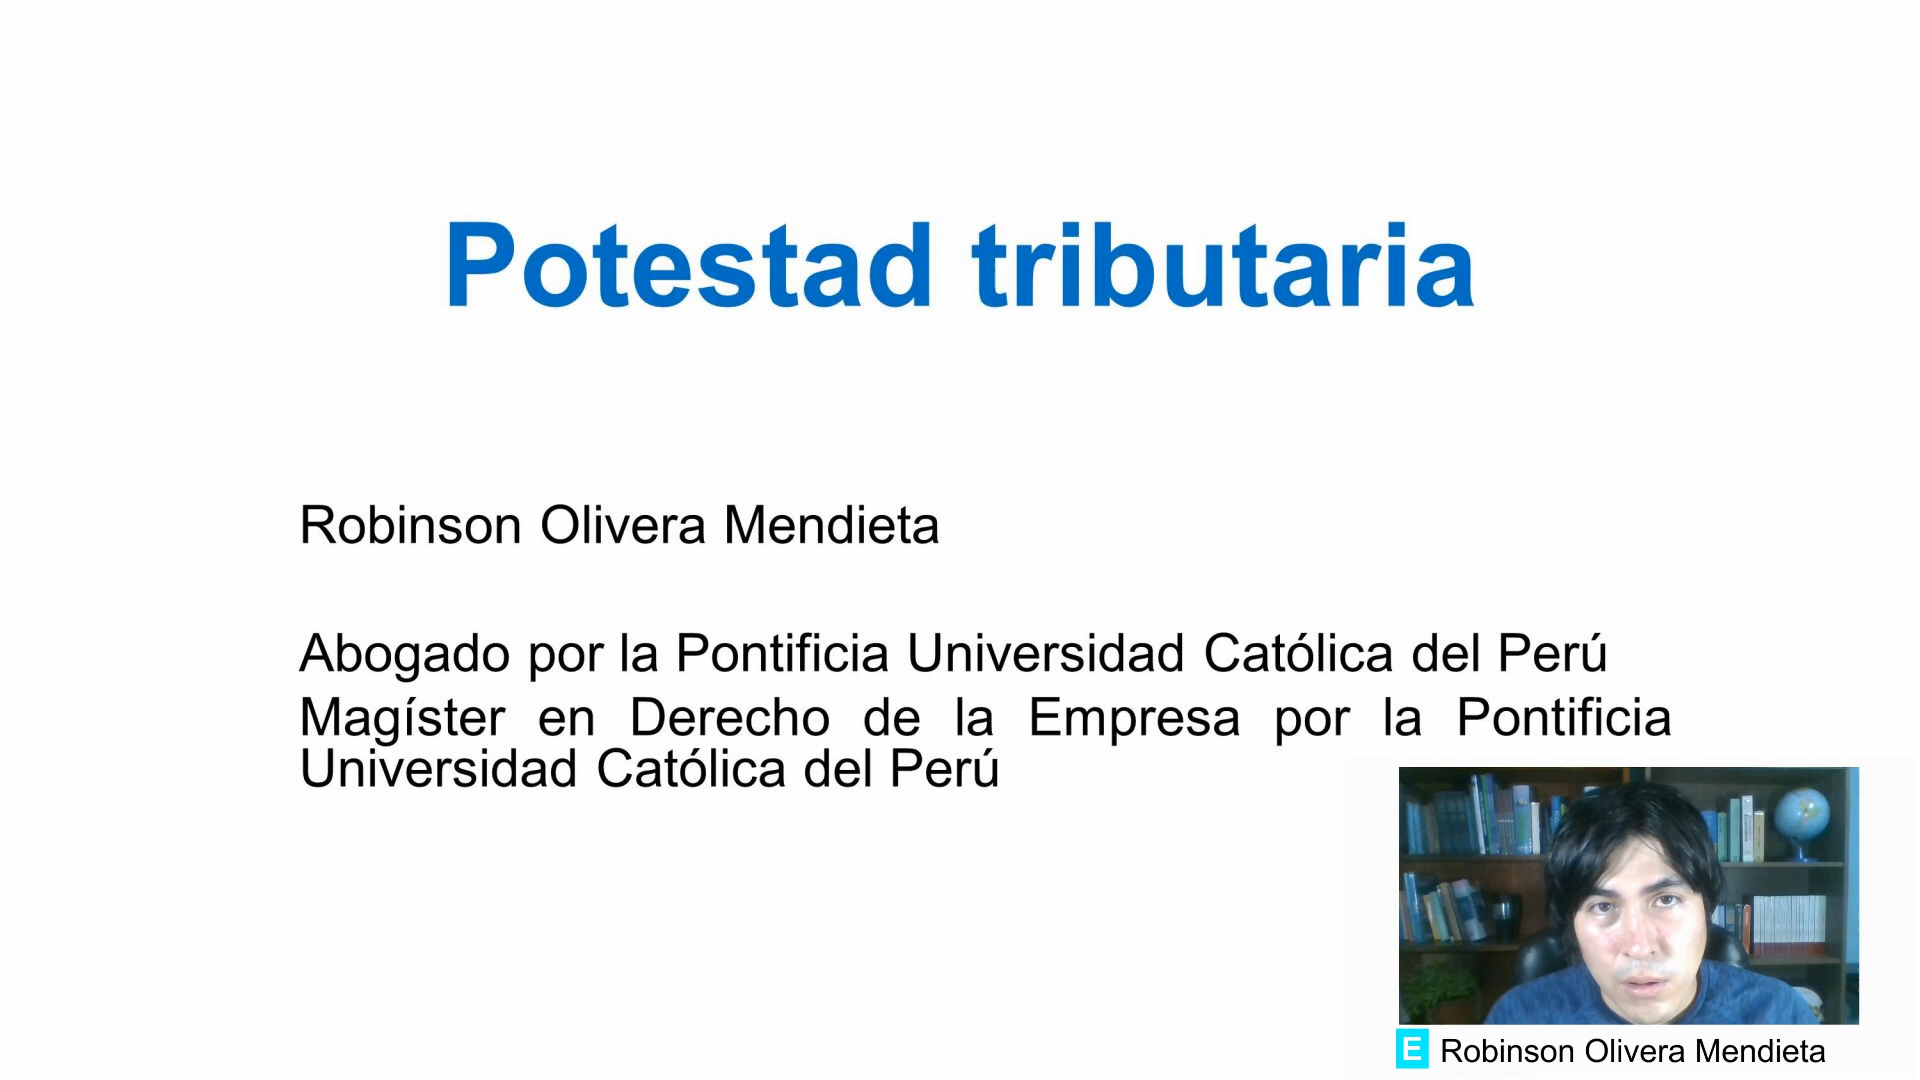 Potestad tributaria
Robinson Olivera Mendieta
Abogado por la Pontificia Universidad Católica del Perú
Magíster en Derecho de la Empresa por la Pontificia
Universidad Católica del Perú
E Robinson Olivera Mendieta